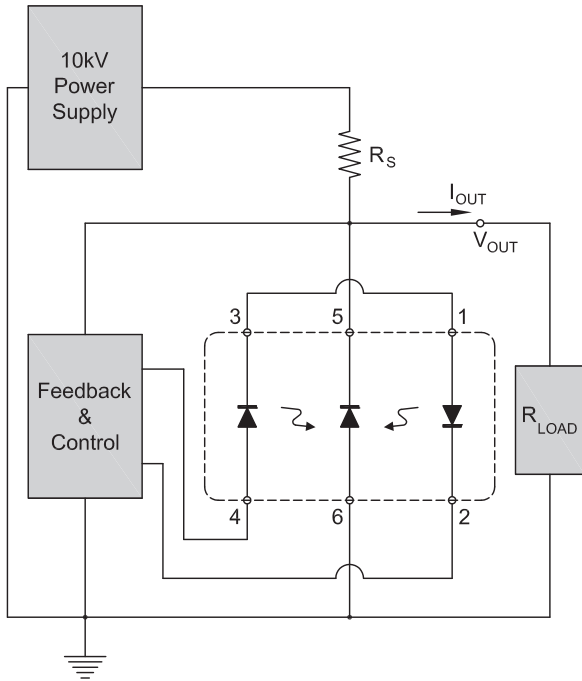 10kV
Power
Supply
R_S
I_OUT
V_OUT
3
5
1
Feedback
&
Control
R_LOAD
4
6
2